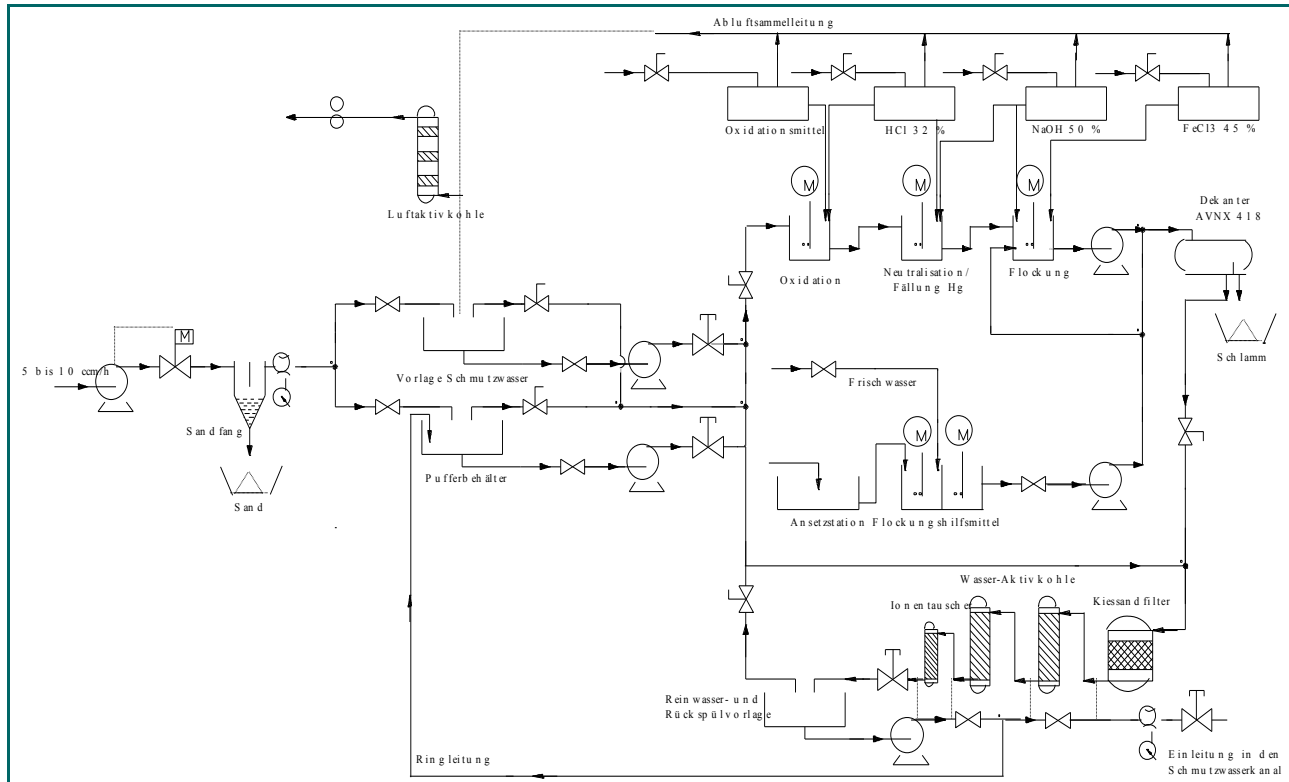 Abluftsammelleitung
Oxidationsmittel
HCl 32 %
NaOH 50 %
FeCl3 45 %
M
M
M
Luftaktivkohle
Dekanter
AVNX 418
Oxidation
Neutralisation/
Fällung Hg
Flockung
M
5 bis 10 ccm/h
Vorlage Schmutzwasser
Schlamm
Frischwasser
Sandfang
M
M
Pufferbehälter
Sand
Ansetzstation Flockungshilfsmittel
Wasser-Aktivkohle
Ionentausche
Kiessandfilter
Reinwasser- und
Rückspülvorlage
Ringleitung
Einleitung in den
Schmutzwasserkanal